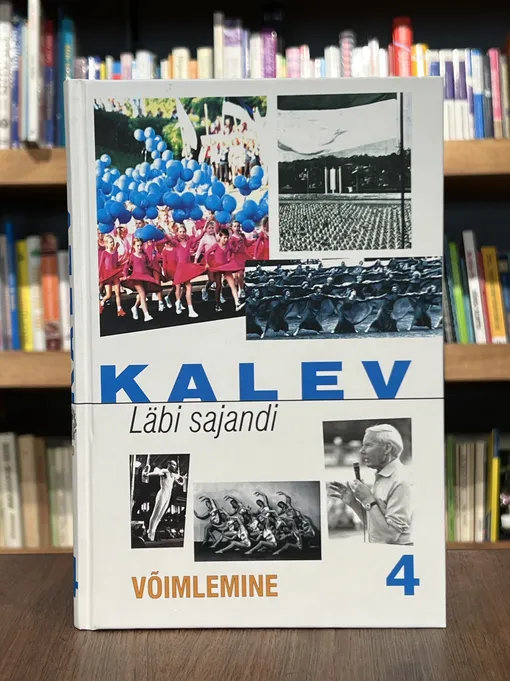 KALEV
Läbi sajandi
VÕIMLEMINE
4